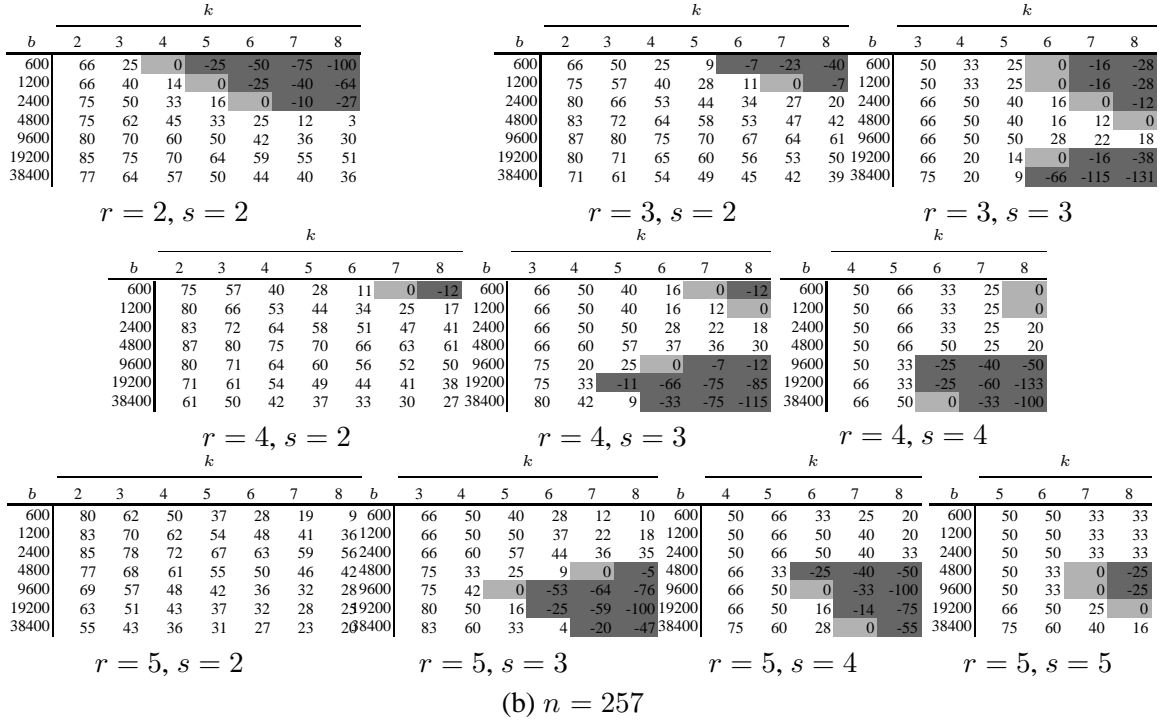 k k k
b 2 3 4 5 6 7 8 b 2 3 4 5 6 7 8 b 3 4 5 6 7 8
600 66 25 0 -25 -50 -75 -100 600 66 50 25 9 -7 -23 -40 600 50 33 25 0 -16 -28
1200 66 40 14 0 -25 -40 -64 1200 75 57 40 28 11 0 -7 1200 50 33 25 0 -16 -28
2400 75 50 33 16 0 -10 -27 2400 80 66 53 44 34 27 20 2400 66 50 40 16 0 -12
4800 75 62 45 33 25 12 3 4800 83 72 64 58 53 47 42 4800 66 50 40 16 12 0
9600 80 70 60 50 42 36 30 9600 87 80 75 70 67 64 61 9600 66 50 50 28 22 18
19200 85 75 70 64 59 55 51 19200 80 71 65 60 56 53 50 19200 66 20 14 0 -16 -38
38400 77 64 57 50 44 40 36 38400 71 61 54 49 45 42 39 38400 75 20 9 -66 -115 -131
r = 2, s = 2 r = 3, s = 2 r = 3, s = 3
k k k
b 2 3 4 5 6 7 8 b 3 4 5 6 7 8 b 4 5 6 7 8
600 75 57 40 28 11 0 -12 600 66 50 40 16 0 -12 600 50 66 33 25 0
1200 80 66 53 44 34 25 17 1200 66 50 40 16 12 0 1200 50 66 33 25 0
2400 83 72 64 58 51 47 41 2400 66 50 50 28 22 18 2400 50 66 33 25 20
4800 87 80 75 70 66 63 61 4800 66 60 57 37 36 30 4800 50 66 50 25 20
9600 80 71 64 60 56 52 50 9600 75 20 25 0 -7 -12 9600 50 33 -25 -40 -50
19200 71 61 54 49 44 41 38 19200 75 33 -11 -66 -75 -85 19200 66 33 -25 -60 -133
38400 61 50 42 37 33 30 27 38400 80 42 9 -33 -75 -115 38400 66 50 0 -33 -100
r = 4, s = 2 r = 4, s = 3 r = 4, s = 4
k k k k
b 2 3 4 5 6 7 8 b 3 4 5 6 7 8 b 4 5 6 7 8 b 5 6 7 8
600 80 62 50 37 28 19 9 600 66 50 40 28 12 10 600 50 66 33 25 20 600 50 50 33 33
1200 83 70 62 54 48 41 36 1200 66 50 50 37 22 18 1200 50 66 50 40 20 1200 50 50 33 33
2400 85 78 72 67 63 59 56 2400 66 60 57 44 36 35 2400 50 66 50 40 33 2400 50 50 33 33
4800 77 68 61 55 50 46 42 4800 75 33 25 9 0 -5 4800 66 33 -25 -40 -50 4800 50 33 0 -25
9600 69 57 48 42 36 32 28 9600 75 42 0 -53 -64 -76 9600 66 50 0 -33 -100 9600 50 33 0 -25
19200 63 51 43 37 32 28 25 19200 80 50 16 -25 -59 -100 19200 66 50 16 -14 -75 19200 66 50 25 0
38400 55 43 36 31 27 23 20 38400 83 60 33 4 -20 -47 38400 75 60 28 0 -55 38400 75 60 40 16
r = 5, s = 2 r = 5, s = 3 r = 5, s = 4 r = 5, s = 5
(b) n = 257